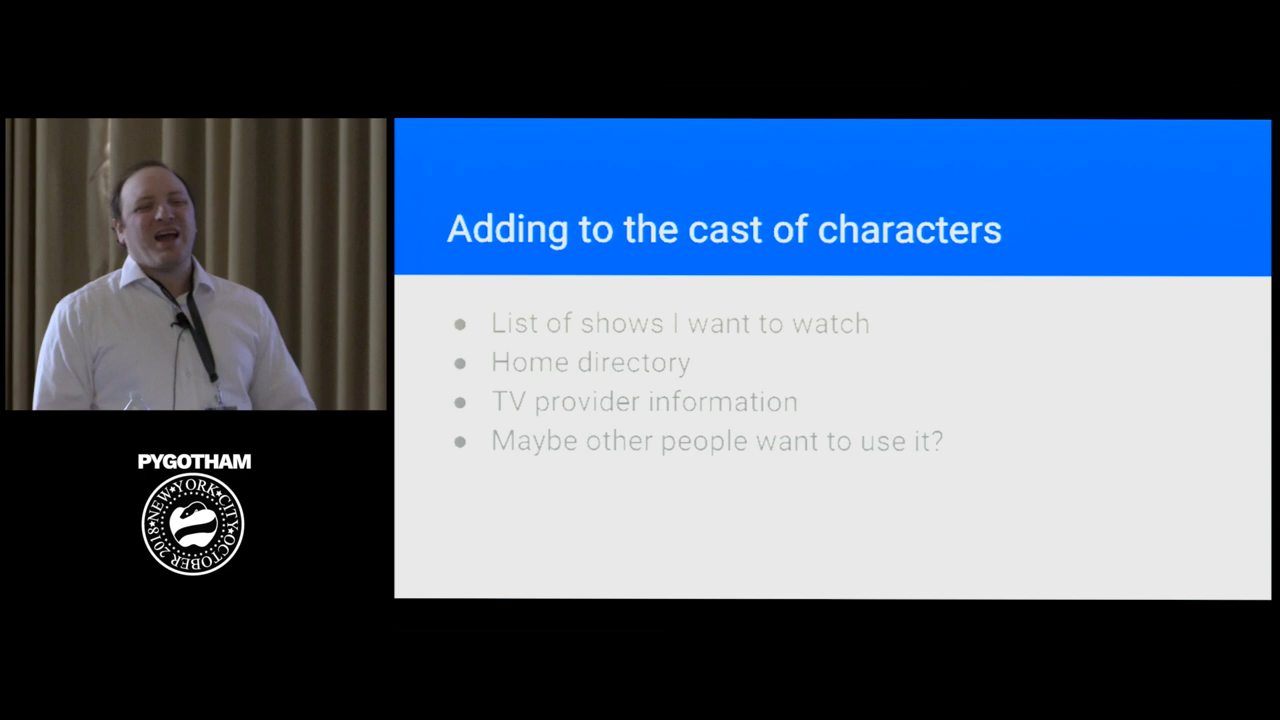 Adding to the cast of characters
● List of shows I want to watch
● Home directory
● TV provider information
● Maybe other people want to use it?
PYGOTHAM
NEW★YORK★CITY★OCTOBER 2018★